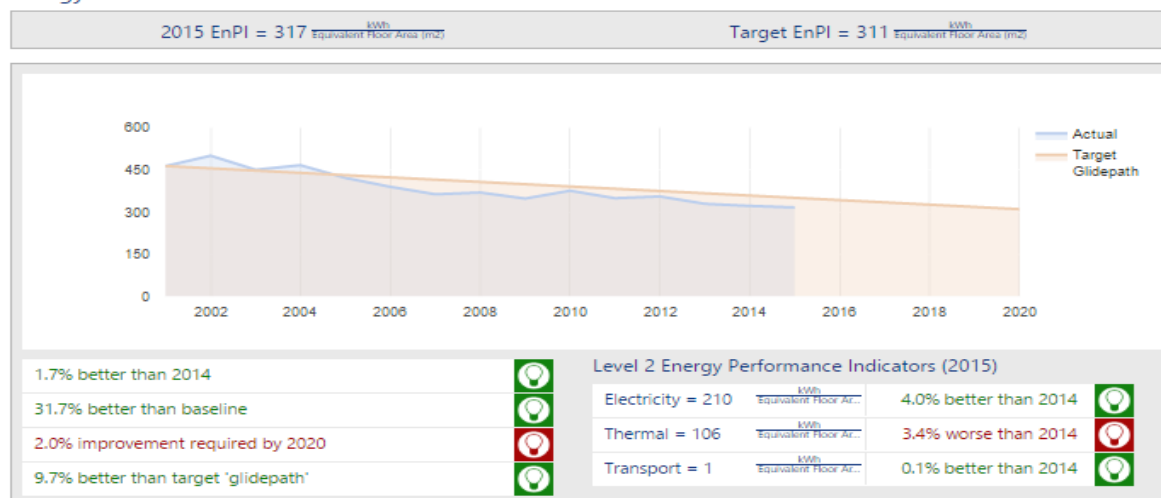 2015 EnPI = 317 kWh / Equivalent Floor Area (m2)
Target EnPI = 311 kWh / Equivalent Floor Area (m2)
600
450
300
150
0
2002 2004 2006 2008 2010 2012 2014 2016 2018 2020
Actual
Target
Glidepath
1.7% better than 2014
31.7% better than baseline
2.0% improvement required by 2020
9.7% better than target 'glidepath'
Level 2 Energy Performance Indicators (2015)
Electricity = 210 kWh / Equivalent Floor Ar... 4.0% better than 2014
Thermal = 106 kWh / Equivalent Floor Ar... 3.4% worse than 2014
Transport = 1 kWh / Equivalent Floor Ar... 0.1% better than 2014